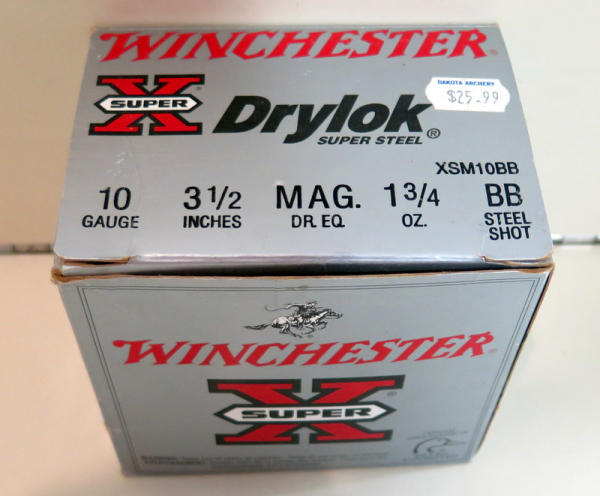 WINCHESTER
DAKOTA ARCHERY
$25.99
X
SUPER
Drylok®
SUPER STEEL
XSM10BB
10 3 1/2 MAG. 1 3/4 BB
GAUGE INCHES DR. EQ. OZ. STEEL
SHOT
WINCHESTER
X
SUPER®
WARNING: